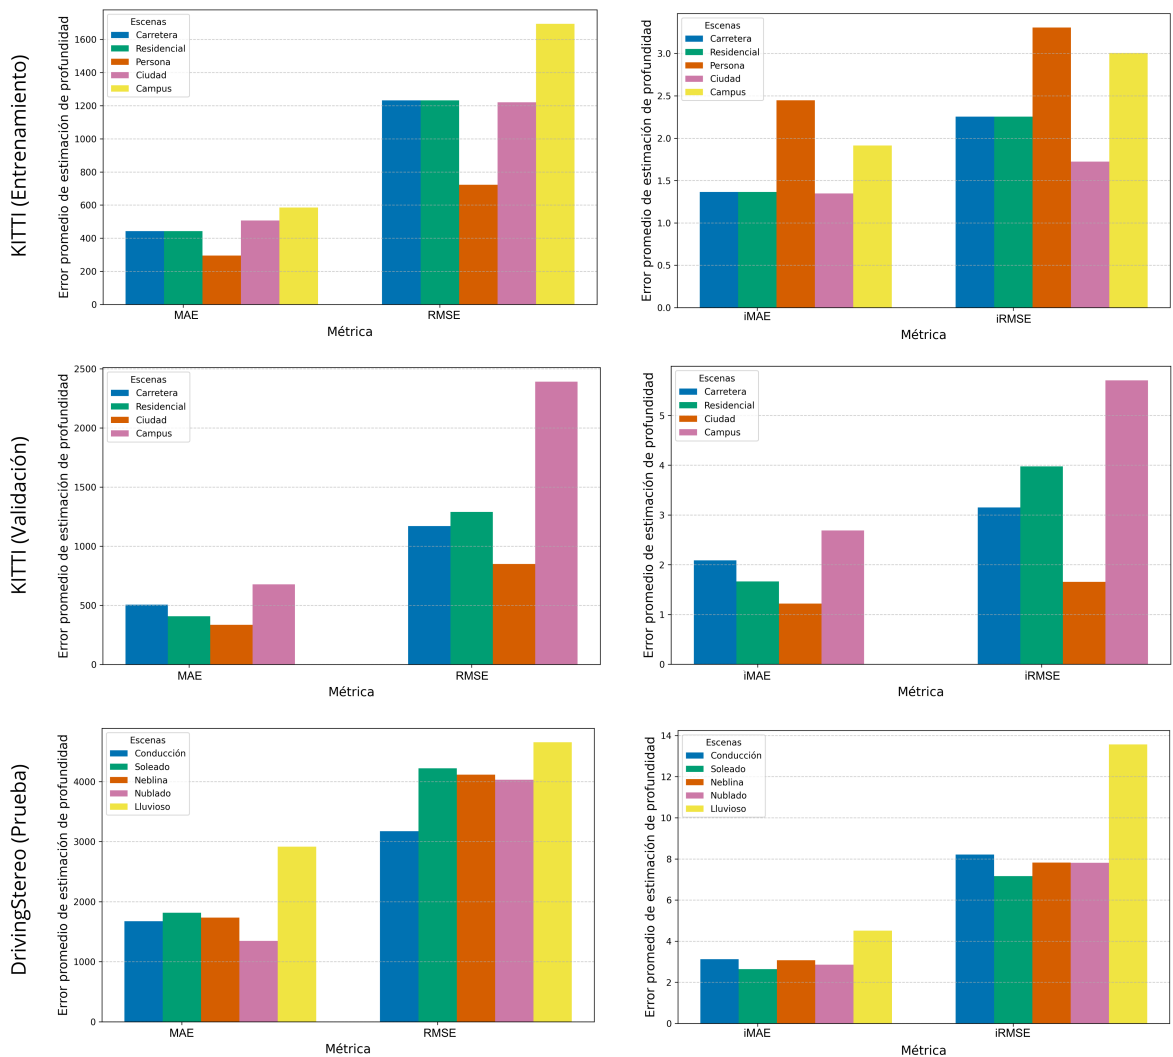 KITTI (Entrenamiento)
Error promedio de estimación de profundidad
1600
1400
1200
1000
800
600
400
200
0
Escenas
Carretera
Residencial
Persona
Ciudad
Campus
MAE
RMSE
Métrica
Error promedio de estimación de profundidad
3.0
2.5
2.0
1.5
1.0
0.5
0.0
Escenas
Carretera
Residencial
Persona
Ciudad
Campus
iMAE
iRMSE
Métrica
KITTI (Validación)
Error promedio de estimación de profundidad
2500
2000
1500
1000
500
0
Escenas
Carretera
Residencial
Ciudad
Campus
MAE
RMSE
Métrica
Error promedio de estimación de profundidad
5
4
3
2
1
0
Escenas
Carretera
Residencial
Ciudad
Campus
iMAE
iRMSE
Métrica
DrivingStereo (Prueba)
Error promedio de estimación de profundidad
4000
3000
2000
1000
0
Escenas
Conducción
Soleado
Neblina
Nublado
Lluvioso
MAE
RMSE
Métrica
Error promedio de estimación de profundidad
14
12
10
8
6
4
2
0
Escenas
Conducción
Soleado
Neblina
Nublado
Lluvioso
iMAE
iRMSE
Métrica